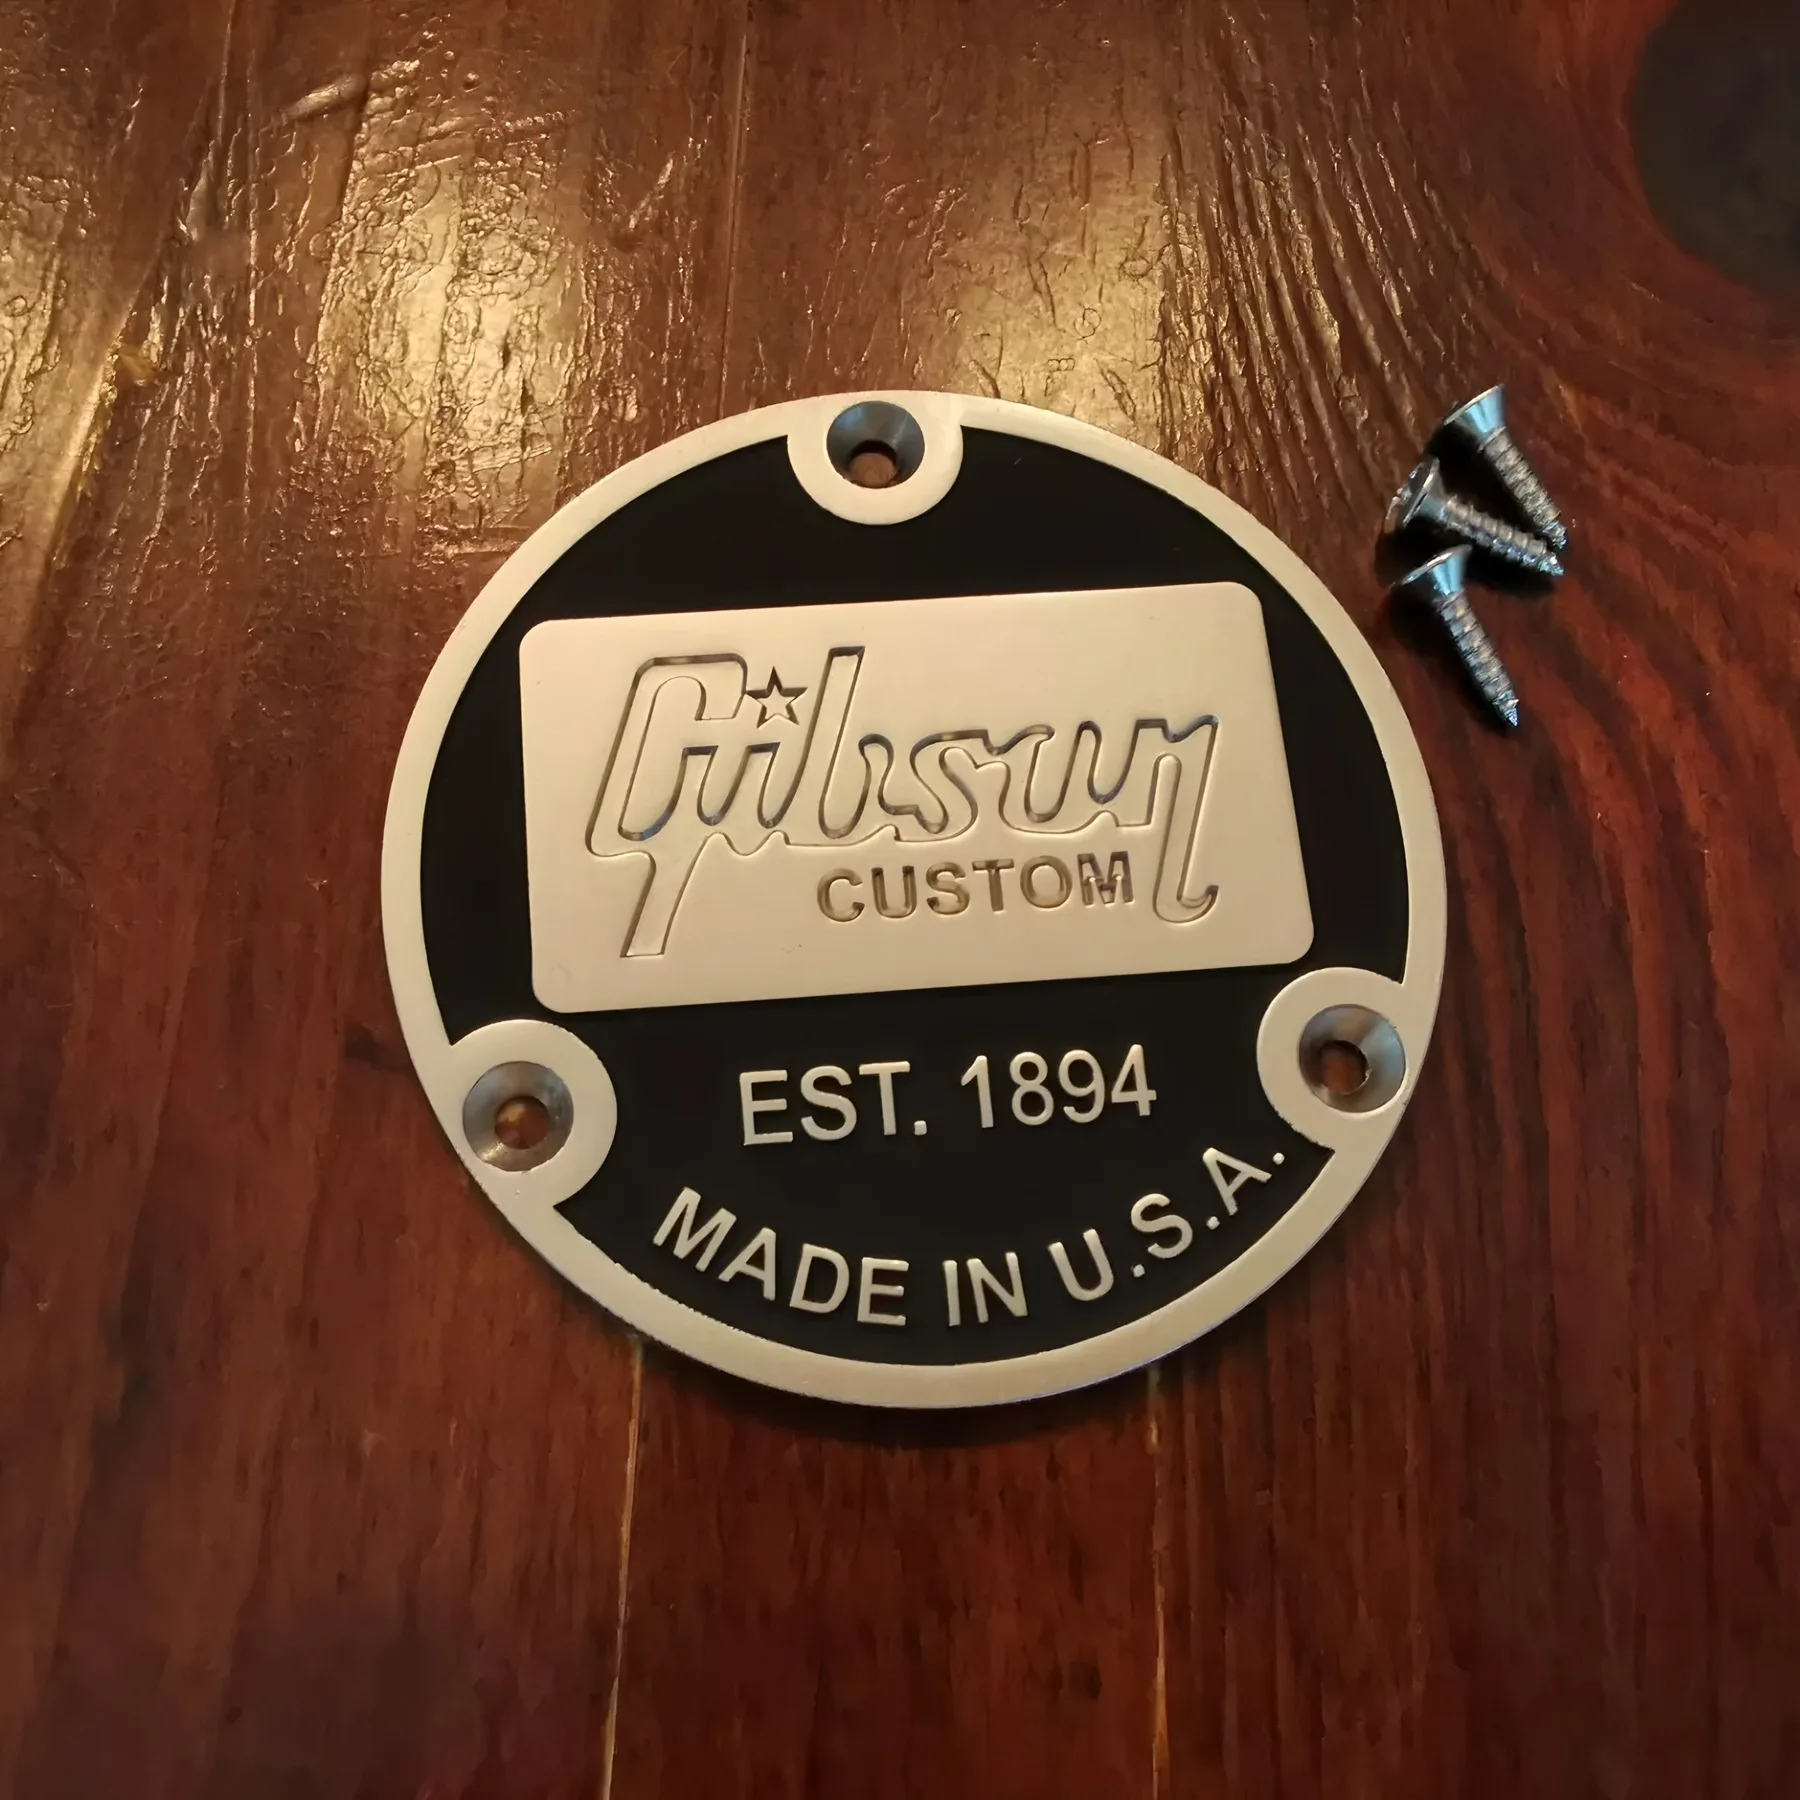 Gibson
CUSTOM
EST. 1894
MADE IN U.S.A.